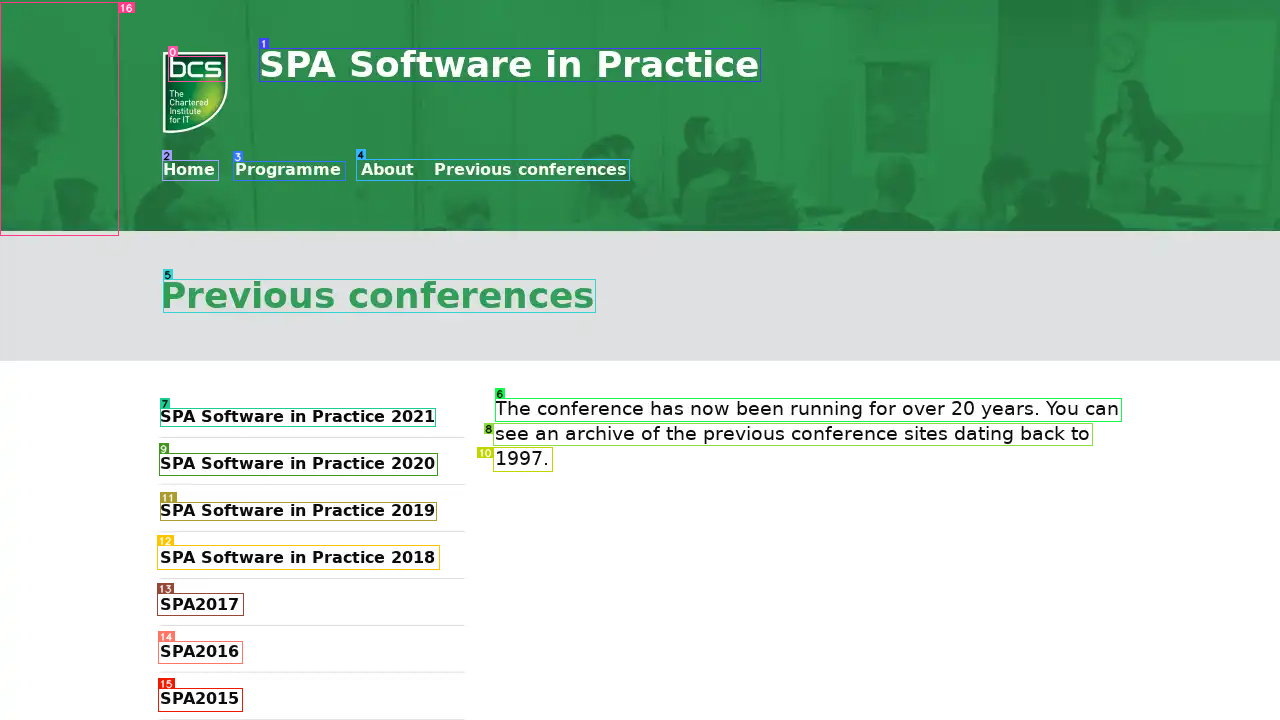 bcs
The
Chartered
Institute
for IT
SPA Software in Practice
Home Programme About Previous conferences
Previous conferences
SPA Software in Practice 2021
SPA Software in Practice 2020
SPA Software in Practice 2019
SPA Software in Practice 2018
SPA2017
SPA2016
SPA2015
The conference has now been running for over 20 years. You can
see an archive of the previous conference sites dating back to
1997.
0
1
2
3
4
5
6
7
8
9
10
11
12
13
14
15
16